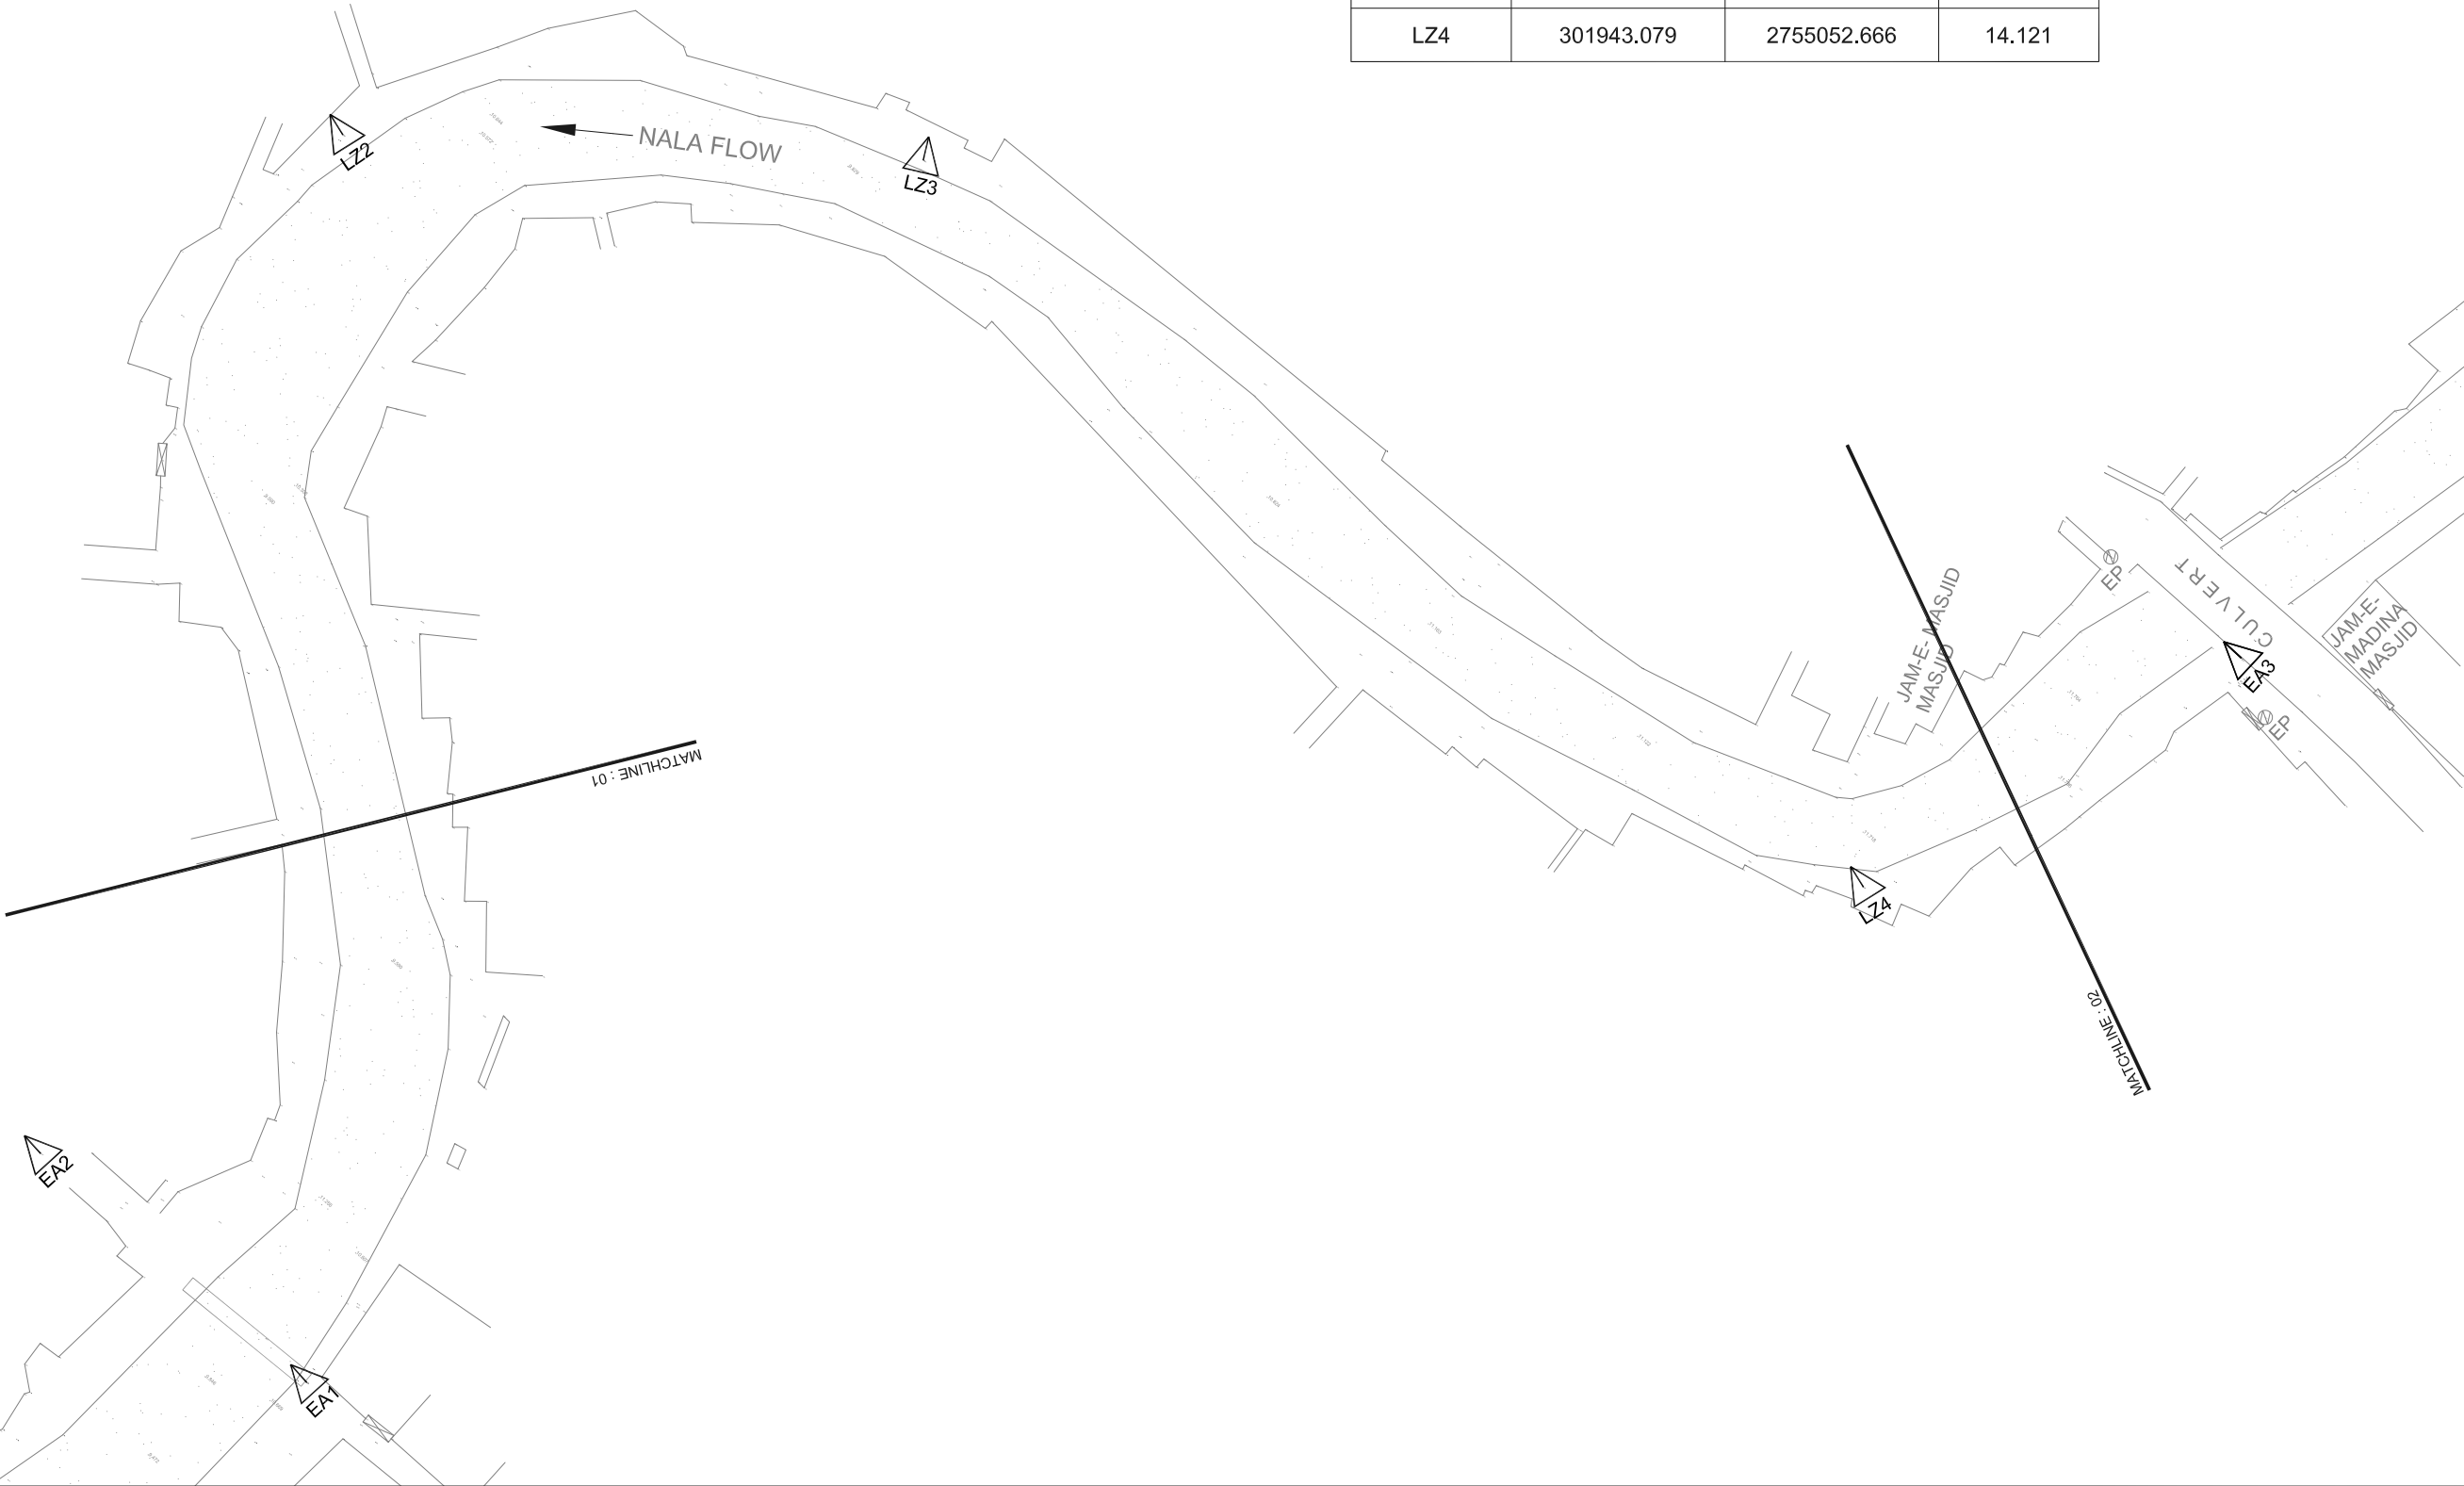 LZ4 301943.079 2755052.666 14.121
LZ2
NALA FLOW
LZ3
JAM-E- MASJID
MASJID
EP
CULVERT
JAM-E-
MADINA
MASJID
EA3
EP
MATCHLINE : 01
LZ4
MATCHLINE : 02
EA2
EA1